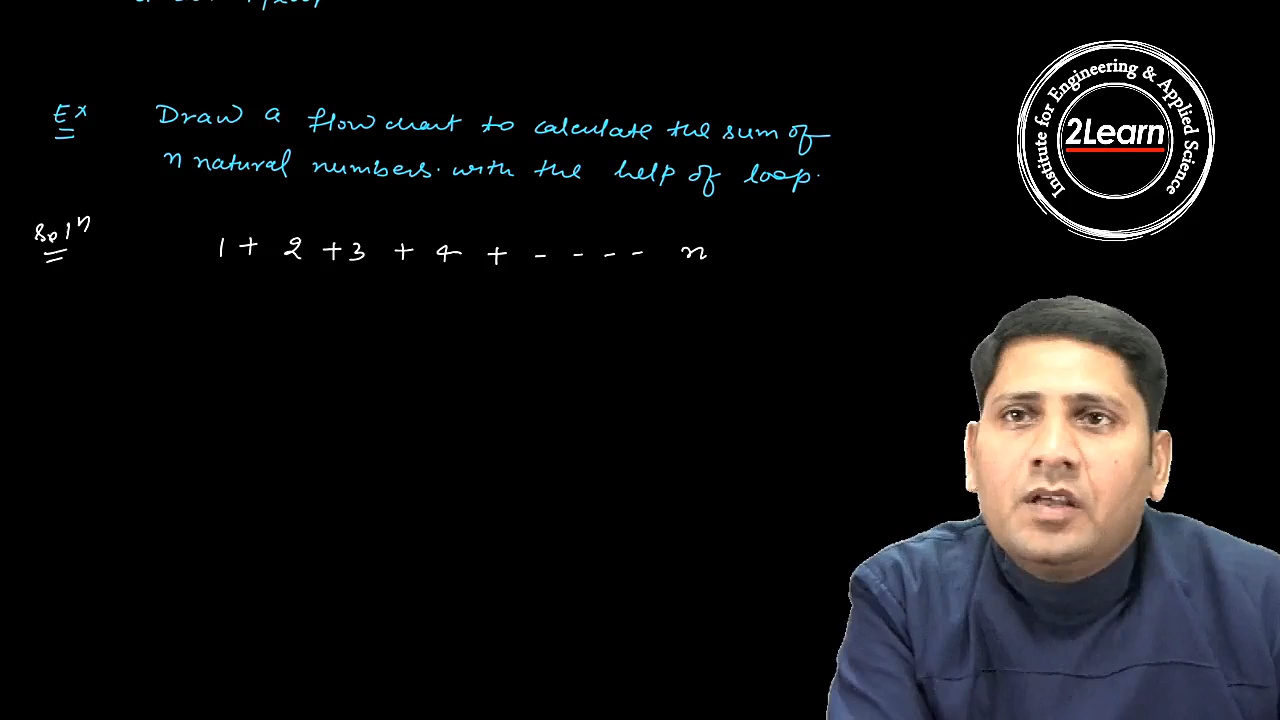 Ex Draw a flow chart to calculate the sum of
n natural numbers. with the help of loop.
Solⁿ 1 + 2 + 3 + 4 + - - - - n
Institute for Engineering & Applied Science
2Learn